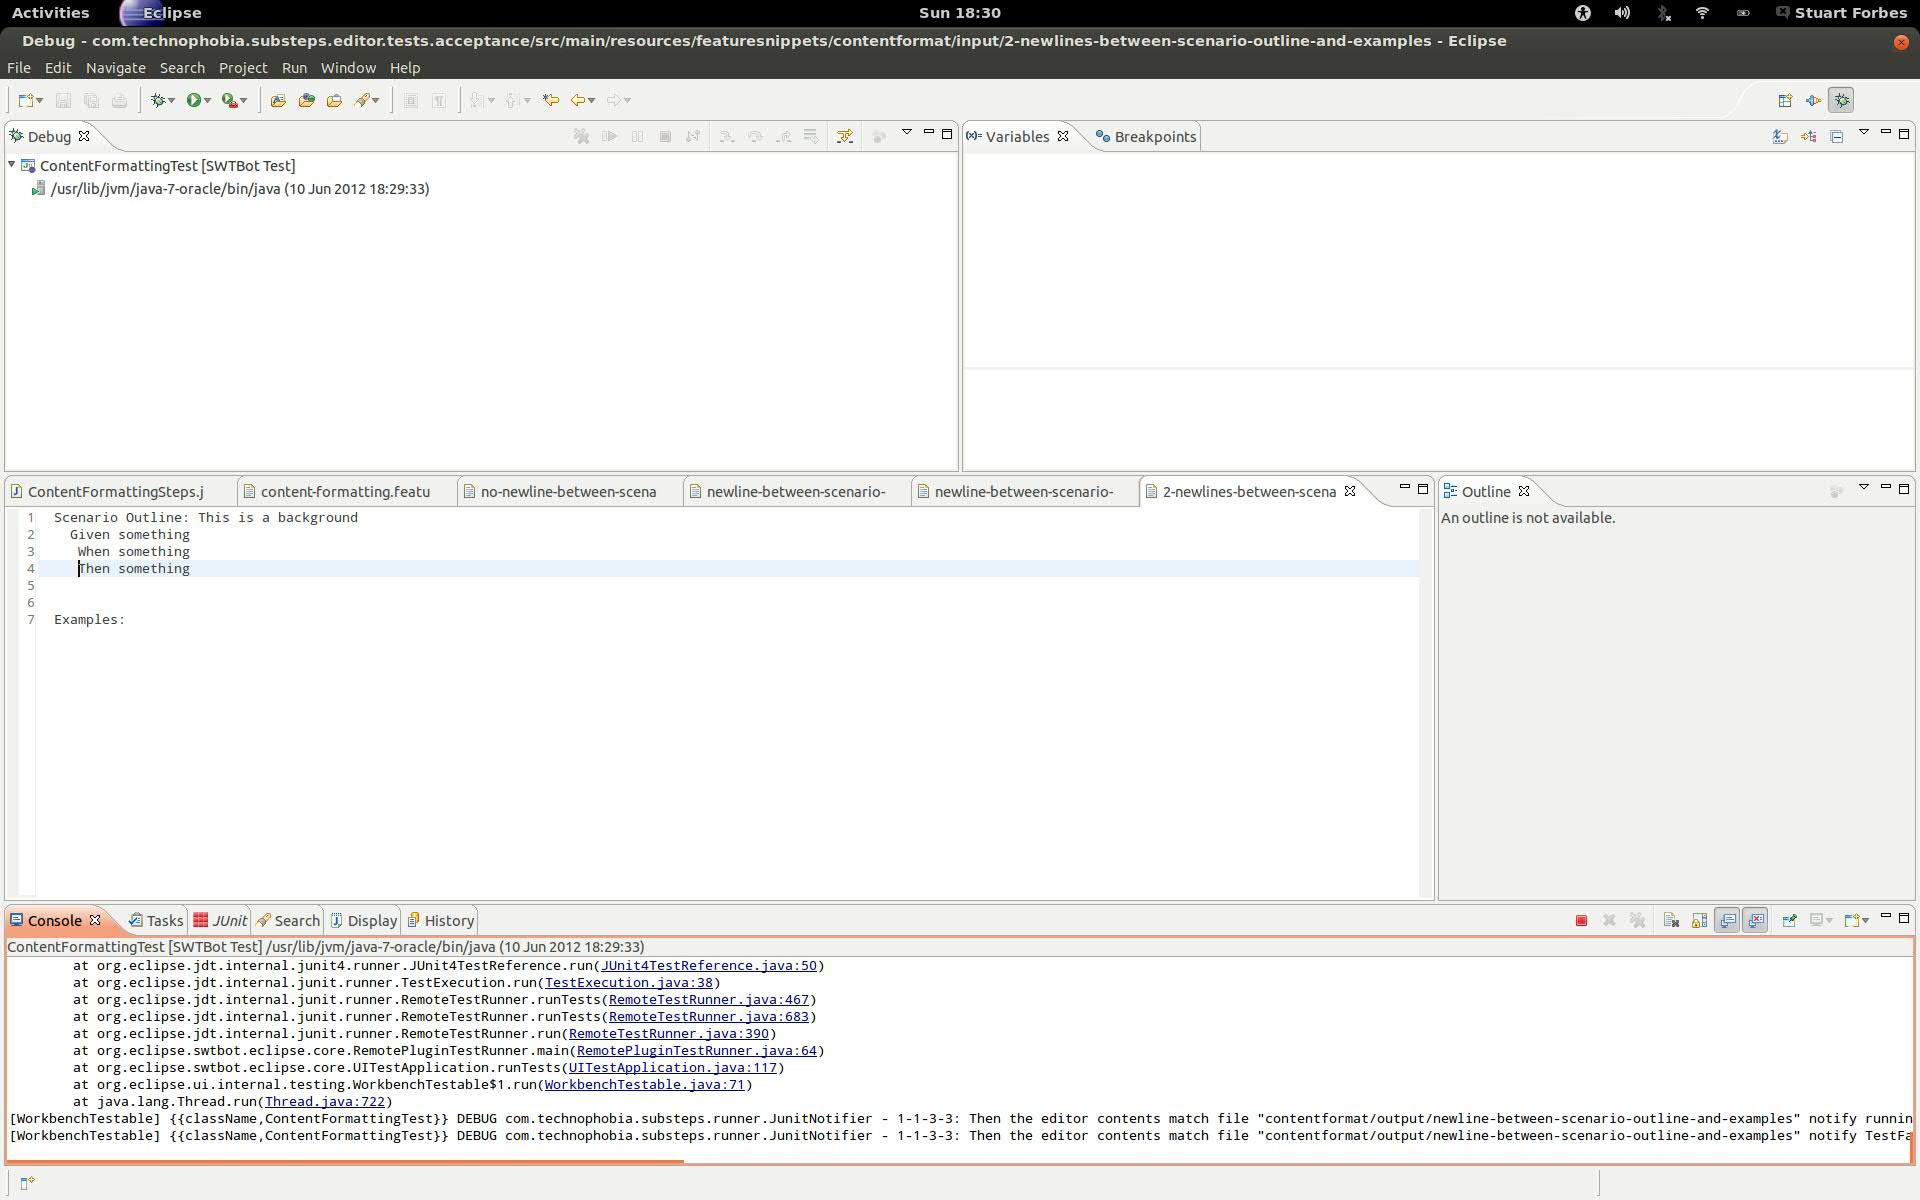 Activities Eclipse Sun 18:30 Stuart Forbes
Debug - com.technophobia.substeps.editor.tests.acceptance/src/main/resources/featuresnippets/contentformat/input/2-newlines-between-scenario-outline-and-examples - Eclipse
File Edit Navigate Search Project Run Window Help
Debug
Variables Breakpoints
ContentFormattingTest [SWTBot Test]
/usr/lib/jvm/java-7-oracle/bin/java (10 Jun 2012 18:29:33)
ContentFormattingSteps.j content-formatting.featu no-newline-between-scena newline-between-scenario- newline-between-scenario- 2-newlines-between-scena
Outline
An outline is not available.
1 Scenario Outline: This is a background
2 Given something
3 When something
4 Then something
5
6
7 Examples:
Console Tasks JUnit Search Display History
ContentFormattingTest [SWTBot Test] /usr/lib/jvm/java-7-oracle/bin/java (10 Jun 2012 18:29:33)
at org.eclipse.jdt.internal.junit4.runner.JUnit4TestReference.run(JUnit4TestReference.java:50)
at org.eclipse.jdt.internal.junit.runner.TestExecution.run(TestExecution.java:38)
at org.eclipse.jdt.internal.junit.runner.RemoteTestRunner.runTests(RemoteTestRunner.java:467)
at org.eclipse.jdt.internal.junit.runner.RemoteTestRunner.runTests(RemoteTestRunner.java:683)
at org.eclipse.jdt.internal.junit.runner.RemoteTestRunner.run(RemoteTestRunner.java:390)
at org.eclipse.swtbot.eclipse.core.RemotePluginTestRunner.main(RemotePluginTestRunner.java:64)
at org.eclipse.swtbot.eclipse.core.UITestApplication.runTests(UITestApplication.java:117)
at org.eclipse.ui.internal.testing.WorkbenchTestable$1.run(WorkbenchTestable.java:71)
at java.lang.Thread.run(Thread.java:722)
[WorkbenchTestable] {{className,ContentFormattingTest}} DEBUG com.technophobia.substeps.runner.JunitNotifier - 1-1-3-3: Then the editor contents match file "contentformat/output/newline-between-scenario-outline-and-examples" notify runnin
[WorkbenchTestable] {{className,ContentFormattingTest}} DEBUG com.technophobia.substeps.runner.JunitNotifier - 1-1-3-3: Then the editor contents match file "contentformat/output/newline-between-scenario-outline-and-examples" notify TestFa